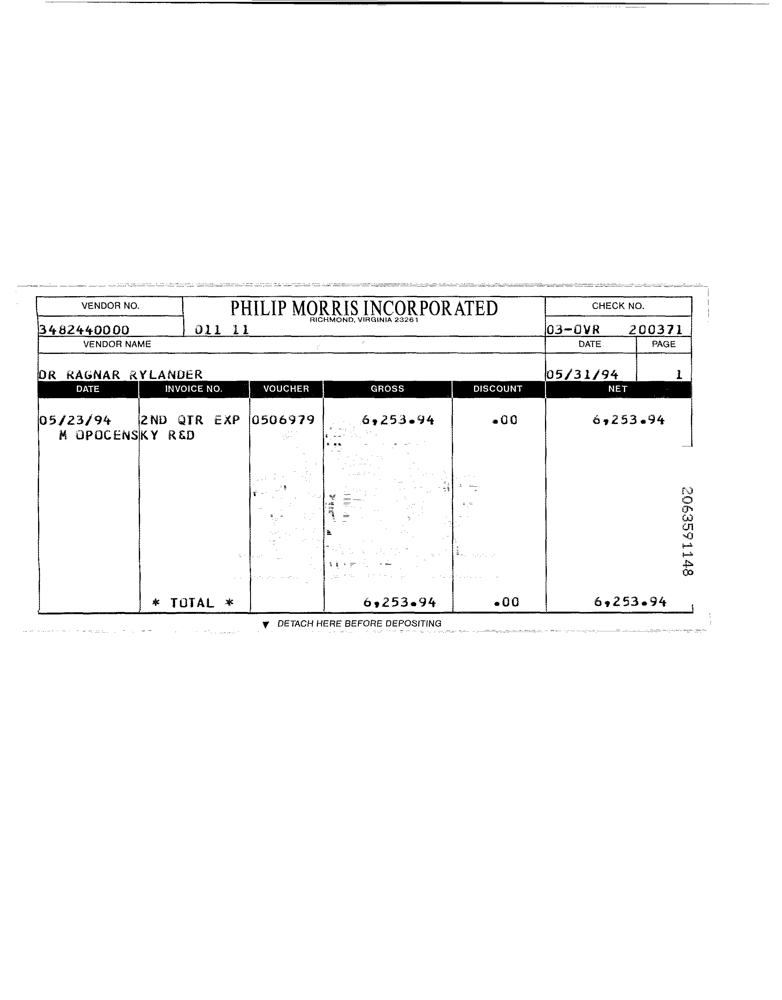 VENDOR NO. PHILIP MORRIS INCORPORATED CHECK NO.
RICHMOND, VIRGINIA 23261
3482440000 011 11 03-OVR 200371
VENDOR NAME DATE PAGE
DR RAGNAR RYLANDER 05/31/94 1
DATE INVOICE NO. VOUCHER GROSS DISCOUNT NET
05/23/94 2ND QTR EXP 0506979 6,253.94 .00 6,253.94
M OPOCENSKY R&D
2063591148
* TOTAL * 6,253.94 .00 6,253.94
▼ DETACH HERE BEFORE DEPOSITING